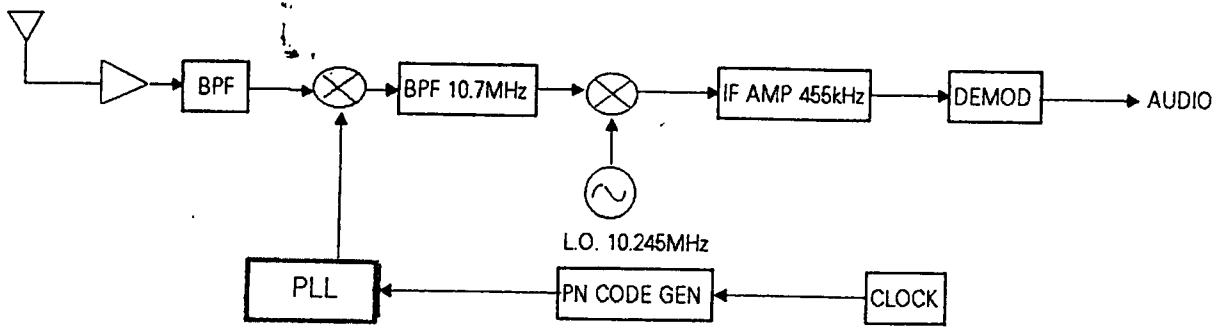 BPF
BPF 10.7MHz
IF AMP 455kHz
DEMOD
AUDIO
L.O. 10.245MHz
PLL
PN CODE GEN
CLOCK